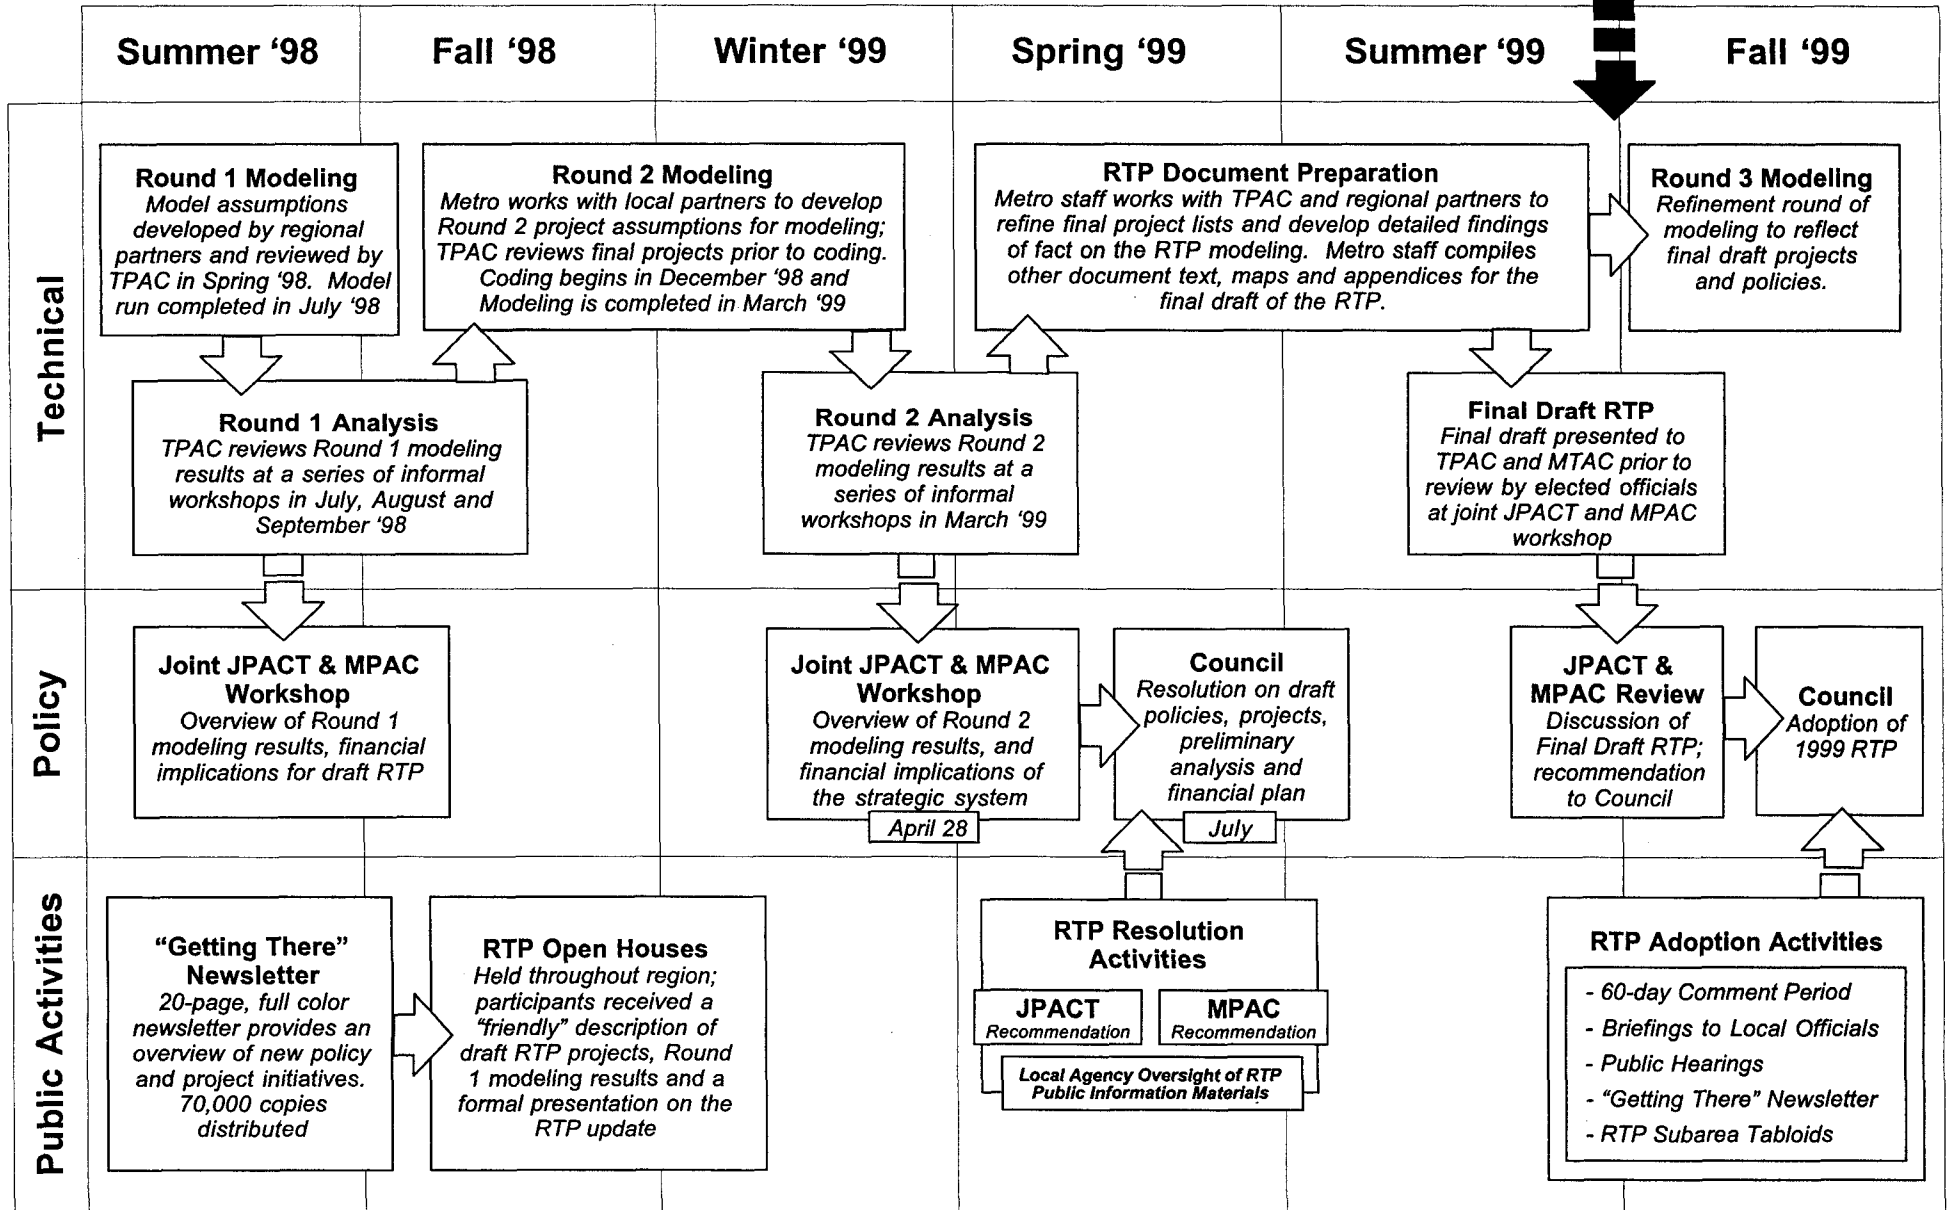 Summer ‘98
Fall ‘98
Winter ‘99
Spring ‘99
Summer ‘99
Fall ‘99
Technical
Round 1 Modeling
Model assumptions
developed by regional
partners and reviewed by
TPAC in Spring ‘98. Model
run completed in July ‘98
Round 2 Modeling
Metro works with local partners to develop
Round 2 project assumptions for modeling;
TPAC reviews final projects prior to coding.
Coding begins in December ‘98 and
Modeling is completed in March ‘99
RTP Document Preparation
Metro staff works with TPAC and regional partners to
refine final project lists and develop detailed findings
of fact on the RTP modeling. Metro staff compiles
other document text, maps and appendices for the
final draft of the RTP.
Round 3 Modeling
Refinement round of
modeling to reflect
final draft projects
and policies.
Round 1 Analysis
TPAC reviews Round 1 modeling
results at a series of informal
workshops in July, August and
September ‘98
Round 2 Analysis
TPAC reviews Round 2
modeling results at a
series of informal
workshops in March ‘99
Final Draft RTP
Final draft presented to
TPAC and MTAC prior to
review by elected officials
at joint JPACT and MPAC
workshop
Policy
Joint JPACT & MPAC
Workshop
Overview of Round 1
modeling results, financial
implications for draft RTP
Joint JPACT & MPAC
Workshop
Overview of Round 2
modeling results, and
financial implications of
the strategic system
April 28
Council
Resolution on draft
policies, projects,
preliminary
analysis and
financial plan
July
JPACT &
MPAC Review
Discussion of
Final Draft RTP;
recommendation
to Council
Council
Adoption of
1999 RTP
Public Activities
“Getting There”
Newsletter
20-page, full color
newsletter provides an
overview of new policy
and project initiatives.
70,000 copies
distributed
RTP Open Houses
Held throughout region;
participants received a
“friendly” description of
draft RTP projects, Round
1 modeling results and a
formal presentation on the
RTP update
RTP Resolution
Activities
JPACT
Recommendation
MPAC
Recommendation
Local Agency Oversight of RTP
Public Information Materials
RTP Adoption Activities
- 60-day Comment Period
- Briefings to Local Officials
- Public Hearings
- “Getting There” Newsletter
- RTP Subarea Tabloids